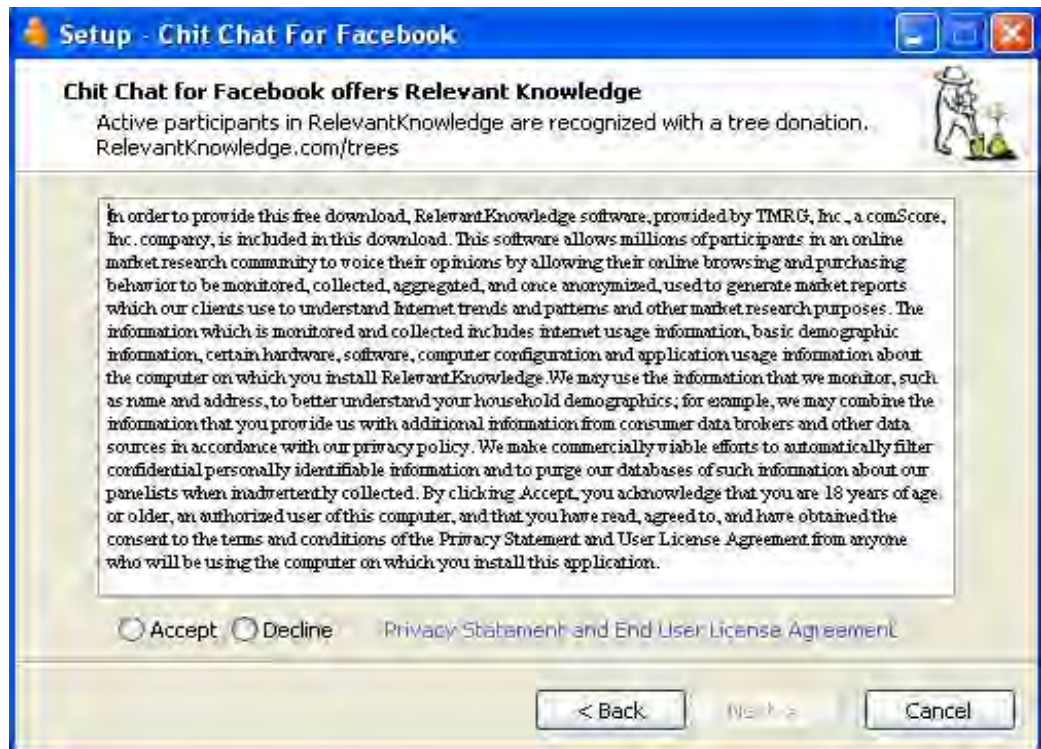 Setup - Chit Chat For Facebook
Chit Chat for Facebook offers Relevant Knowledge
Active participants in RelevantKnowledge are recognized with a tree donation.
RelevantKnowledge.com/trees
In order to provide this free download, RelevantKnowledge software, provided by TMRG, Inc., a comScore,
Inc. company, is included in this download. This software allows millions of participants in an online
market research community to voice their opinions by allowing their online browsing and purchasing
behavior to be monitored, collected, aggregated, and once anonymized, used to generate market reports
which our clients use to understand Internet trends and patterns and other market research purposes. The
information which is monitored and collected includes internet usage information, basic demographic
information, certain hardware, software, computer configuration and application usage information about
the computer on which you install RelevantKnowledge.We may use the information that we monitor, such
as name and address, to better understand your household demographics; for example, we may combine the
information that you provide us with additional information from consumer data brokers and other data
sources in accordance with our privacy policy. We make commercially viable efforts to automatically filter
confidential personally identifiable information and to purge our databases of such information about our
panelists when inadvertently collected. By clicking Accept, you acknowledge that you are 18 years of age
or older, an authorized user of this computer, and that you have read, agreed to, and have obtained the
consent to the terms and conditions of the Privacy Statement and User License Agreement from anyone
who will be using the computer on which you install this application.
Accept Decline Privacy Statement and End User License Agreement
< Back Next > Cancel